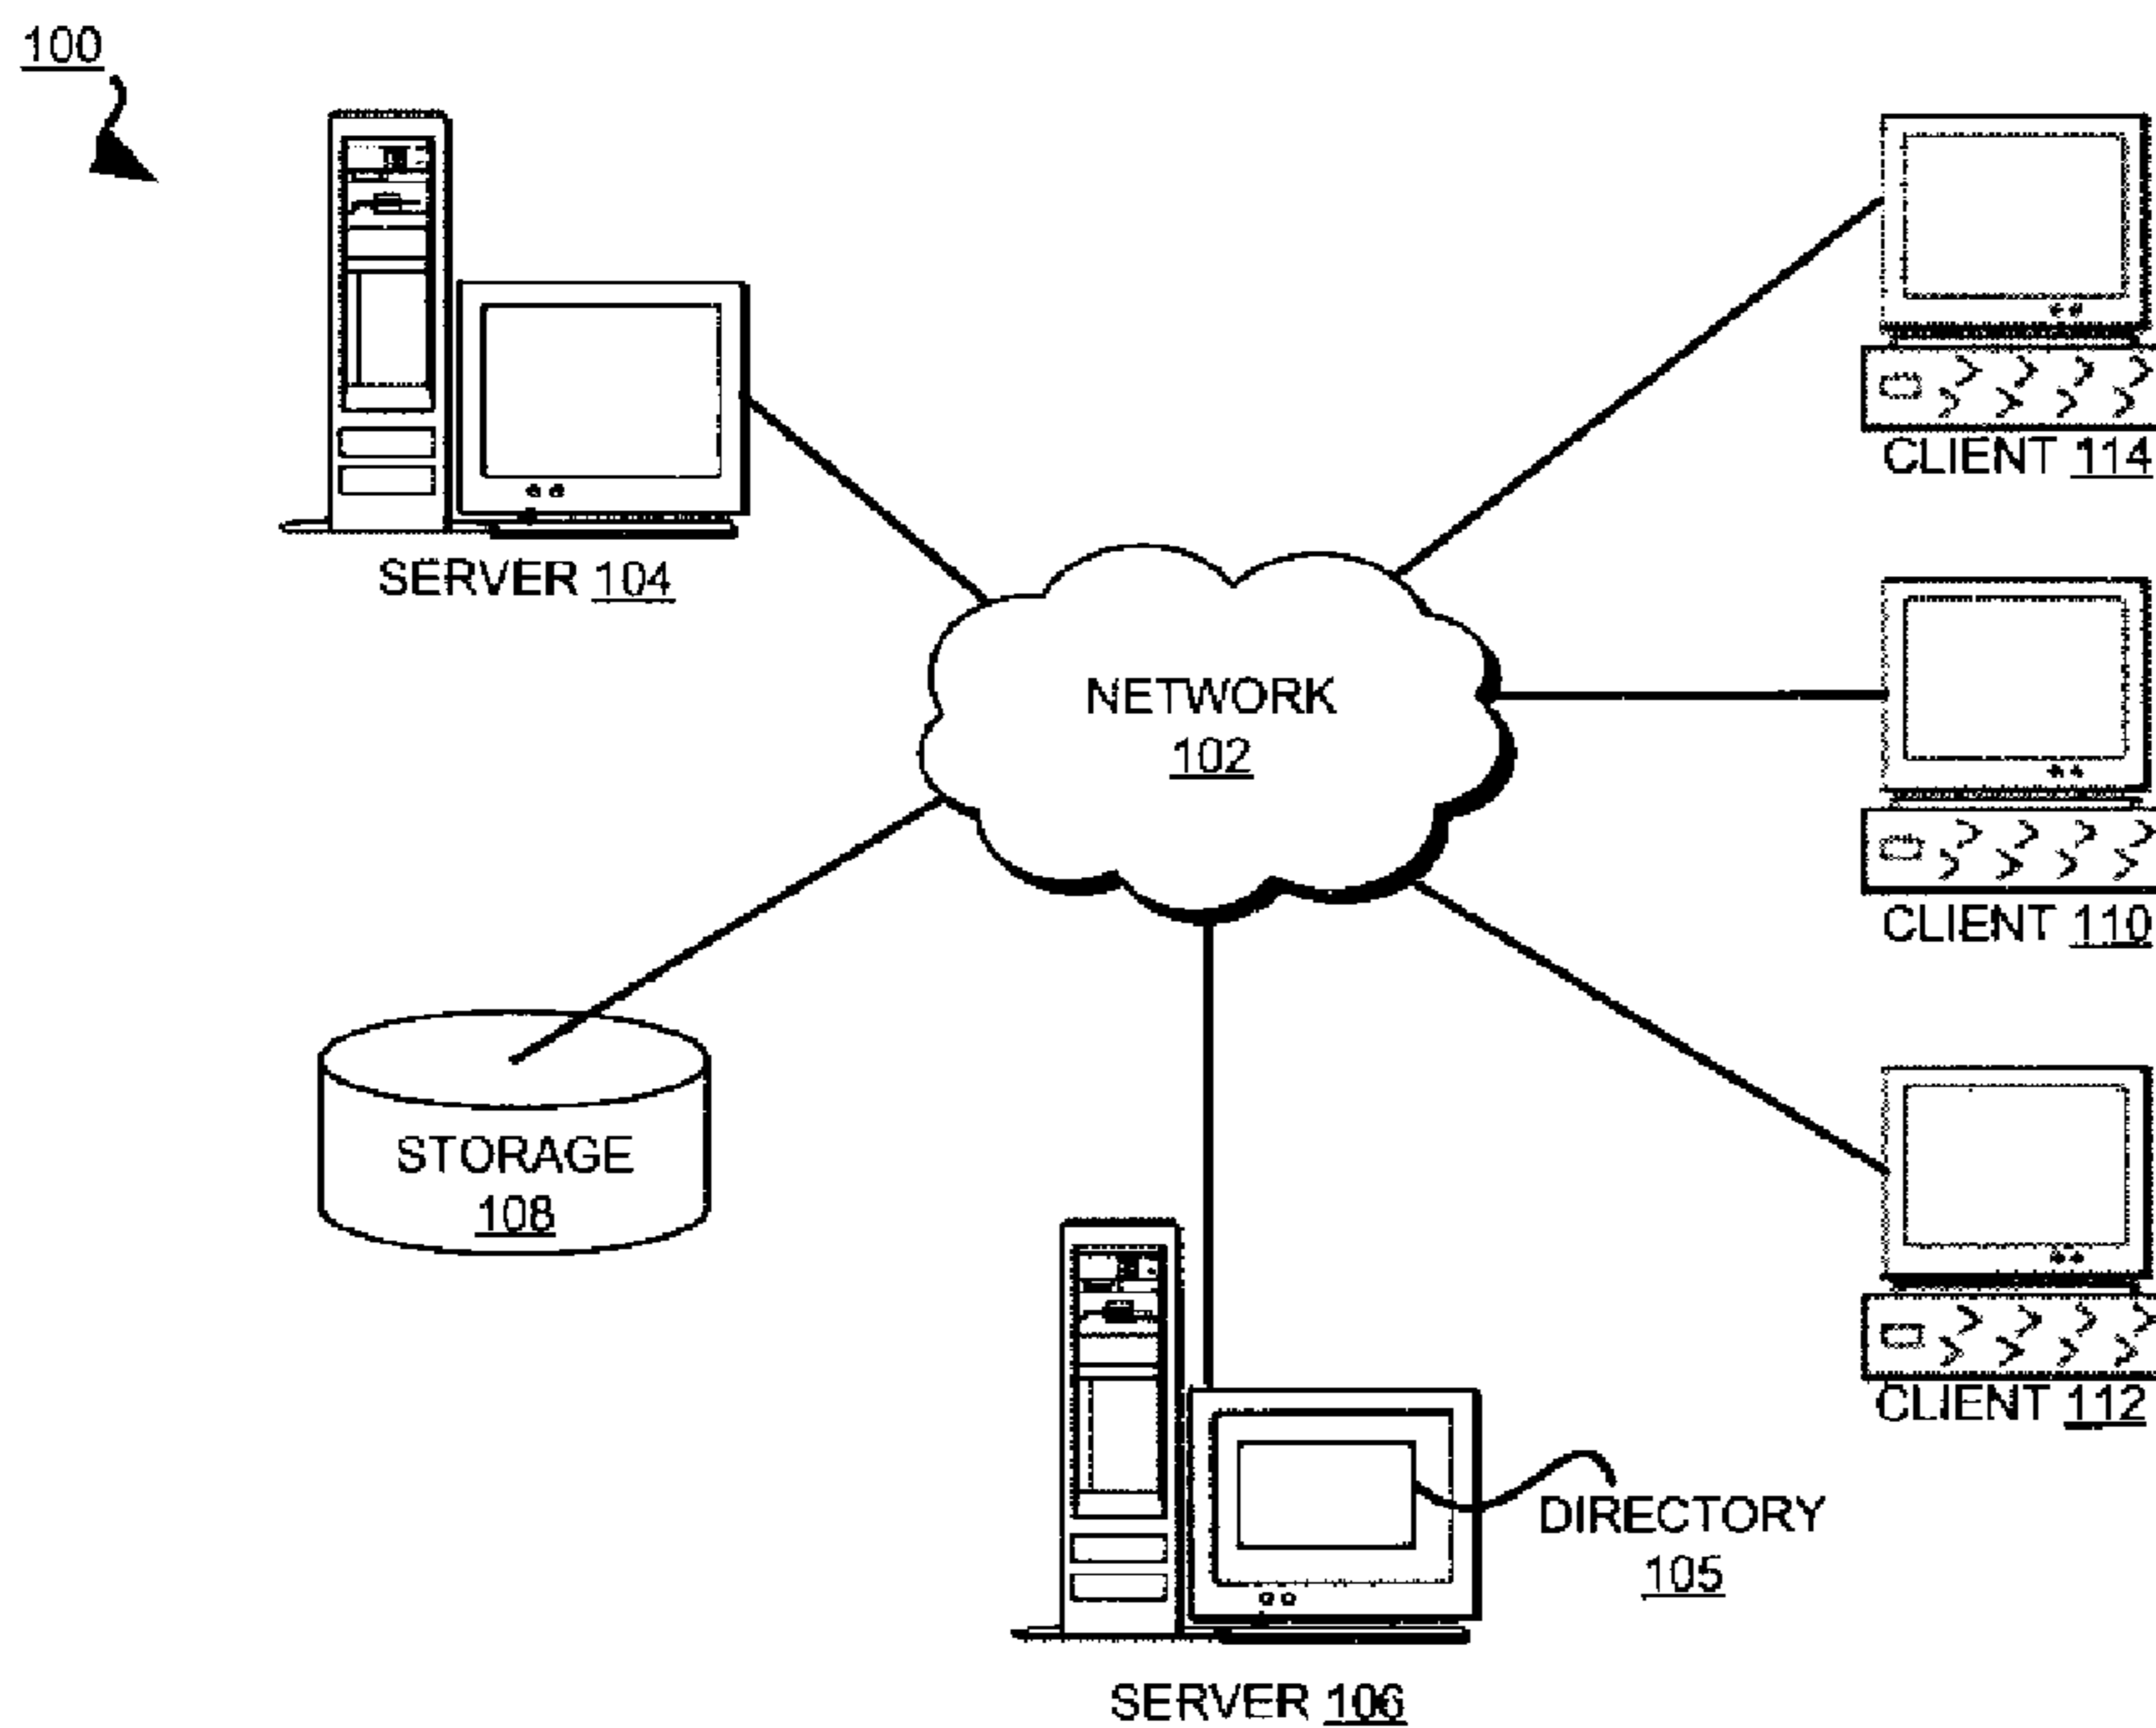 100
SERVER 104
CLIENT 114
NETWORK
102
CLIENT 110
STORAGE
108
CLIENT 112
DIRECTORY
105
SERVER 106